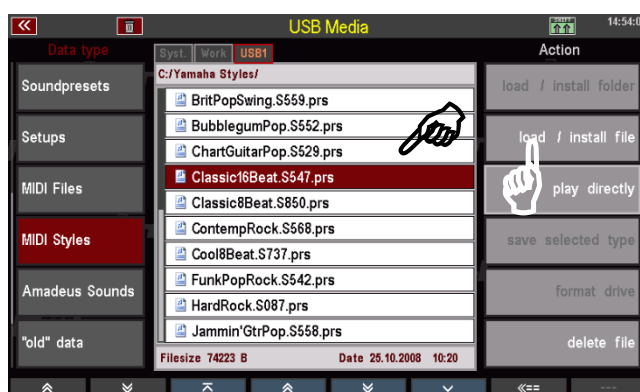 USB Media
14:54:0
Data type
Syst. Work USB1
Action
C:/Yamaha Styles/
Soundpresets
Setups
MIDI Files
MIDI Styles
Amadeus Sounds
"old" data
BritPopSwing.S559.prs
BubblegumPop.S552.prs
ChartGuitarPop.S529.prs
Classic16Beat.S547.prs
Classic8Beat.S850.prs
ContempRock.S568.prs
Cool8Beat.S737.prs
FunkPopRock.S542.prs
HardRock.S087.prs
Jammin'GtrPop.S558.prs
Filesize 74223 B Date 25.10.2008 10:20
load / install folder
load / install file
play directly
save selected type
format drive
delete file